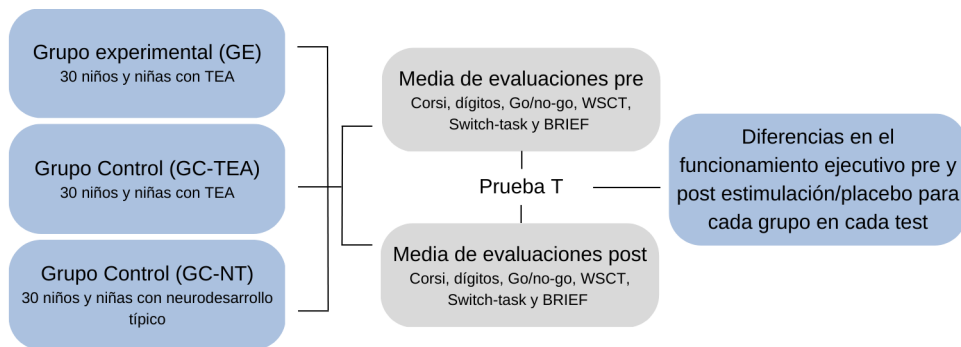 Grupo experimental (GE)
30 niños y niñas con TEA
Grupo Control (GC-TEA)
30 niños y niñas con TEA
Grupo Control (GC-NT)
30 niños y niñas con neurodesarrollo
típico
Media de evaluaciones pre
Corsi, dígitos, Go/no-go, WSCT,
Switch-task y BRIEF
Prueba T
Media de evaluaciones post
Corsi, dígitos, Go/no-go, WSCT,
Switch-task y BRIEF
Diferencias en el
funcionamiento ejecutivo pre y
post estimulación/placebo para
cada grupo en cada test